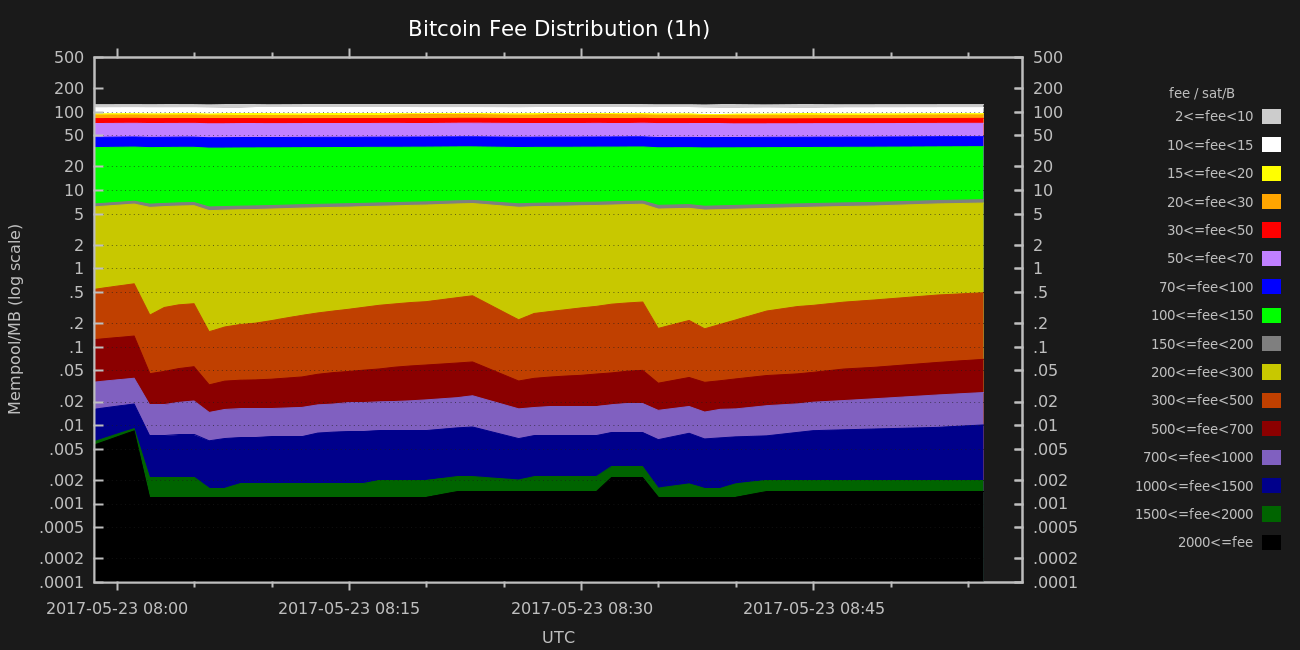 Bitcoin Fee Distribution (1h)
500
200
100
50
20
10
5
2
1
.5
.2
.1
.05
.02
.01
.005
.002
.001
.0005
.0002
.0001
Mempool/MB (log scale)
500
200
100
50
20
10
5
2
1
.5
.2
.1
.05
.02
.01
.005
.002
.001
.0005
.0002
.0001
2017-05-23 08:00 2017-05-23 08:15 2017-05-23 08:30 2017-05-23 08:45
UTC
fee / sat/B
2<=fee<10
10<=fee<15
15<=fee<20
20<=fee<30
30<=fee<50
50<=fee<70
70<=fee<100
100<=fee<150
150<=fee<200
200<=fee<300
300<=fee<500
500<=fee<700
700<=fee<1000
1000<=fee<1500
1500<=fee<2000
2000<=fee